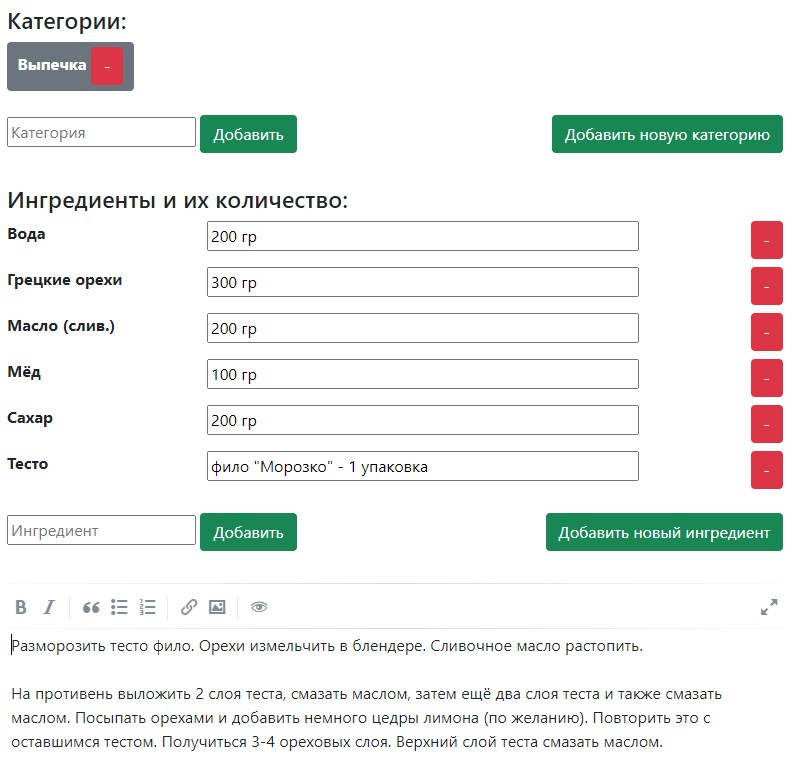 Категории:
Выпечка -
Категория Добавить Добавить новую категорию
Ингредиенты и их количество:
Вода 200 гр -
Грецкие орехи 300 гр -
Масло (слив.) 200 гр -
Мёд 100 гр -
Сахар 200 гр -
Тесто фило "Морозко" - 1 упаковка -
Ингредиент Добавить Добавить новый ингредиент
B I
Разморозить тесто фило. Орехи измельчить в блендере. Сливочное масло растопить.
На противень выложить 2 слоя теста, смазать маслом, затем ещё два слоя теста и также смазать
маслом. Посыпать орехами и добавить немного цедры лимона (по желанию). Повторить это с
оставшимся тестом. Получиться 3-4 ореховых слоя. Верхний слой теста смазать маслом.